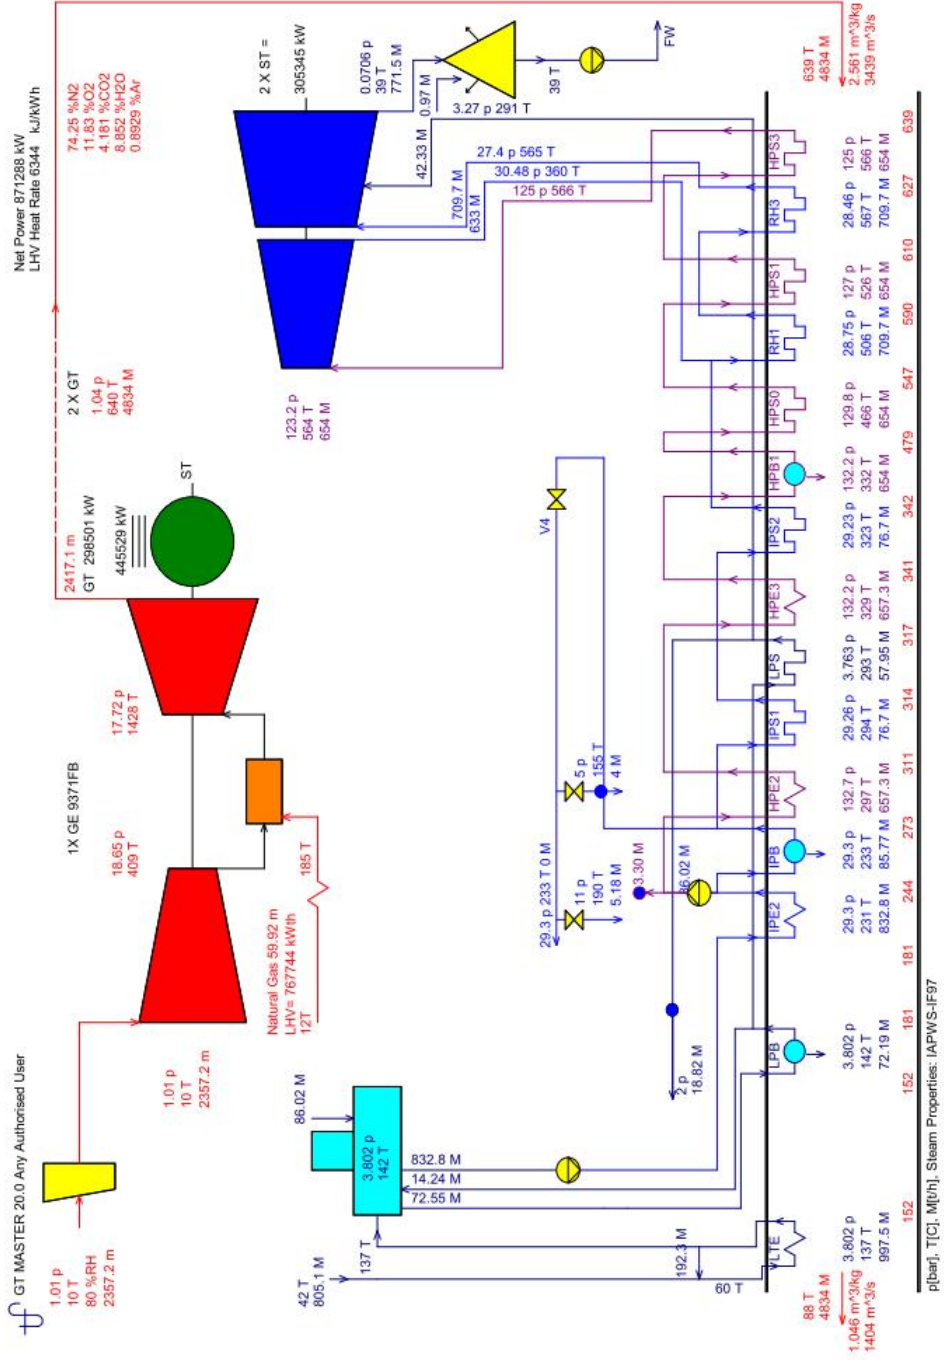 GT MASTER 20.0 Any Authorised User
Net Power 871288 kW
LHV Heat Rate 6344 kJ/kWh
1.01 p
10 T
80 %RH
2357.2 m
1.01 p
10 T
2357.2 m
1X GE 9371FB
18.65 p
409 T
17.72 p
1428 T
Natural Gas 59.92 m
LHV= 767744 kWth
12T
185 T
2417.1 m
GT 298501 kW
445529 kW
ST
2 X GT
1.04 p
640 T
4834 M
74.25 %N2
11.83 %O2
4.181 %CO2
8.852 %H2O
0.8929 %Ar
2 X ST =
305345 kW
0.0706 p
39 T
771.5 M
0.97 M
39 T
FW
123.2 p
564 T
654 M
42.33 M
3.27 p 291 T
709.7 M
27.4 p 565 T
633 M
30.48 p 360 T
125 p 566 T
86.02 M
3.802 p
142 T
832.8 M
14.24 M
72.55 M
42 T
805.1 M
137 T
192.3 M
60 T
29.3 p 233 T 0 M
V4
11 p
190 T
5.18 M
5 p
155 T
4 M
3.30 M
86.02 M
2 p
18.82 M
639 T
4834 M
2.561 m^3/kg
3439 m^3/s
LTE
LPB
IPE2
IPB
HPE2
IPS1
LPS
HPE3
IPS2
HPB1
HPS0
RH1
HPS1
RH3
HPS3
88 T
4834 M
1.046 m^3/kg
1404 m^3/s
3.802 p
137 T
997.5 M
3.802 p
142 T
72.19 M
29.3 p
231 T
832.8 M
29.3 p
233 T
85.77 M
132.7 p
297 T
657.3 M
29.26 p
294 T
76.7 M
3.763 p
293 T
57.95 M
132.2 p
329 T
657.3 M
29.23 p
323 T
76.7 M
132.2 p
332 T
654 M
129.8 p
466 T
654 M
28.75 p
506 T
709.7 M
127 p
526 T
654 M
28.46 p
567 T
709.7 M
125 p
566 T
654 M
152
152
181
181
244
273
311
314
317
341
342
479
547
590
610
627
639
p[bar], T[C], M[t/h], Steam Properties: IAPWS-IF97